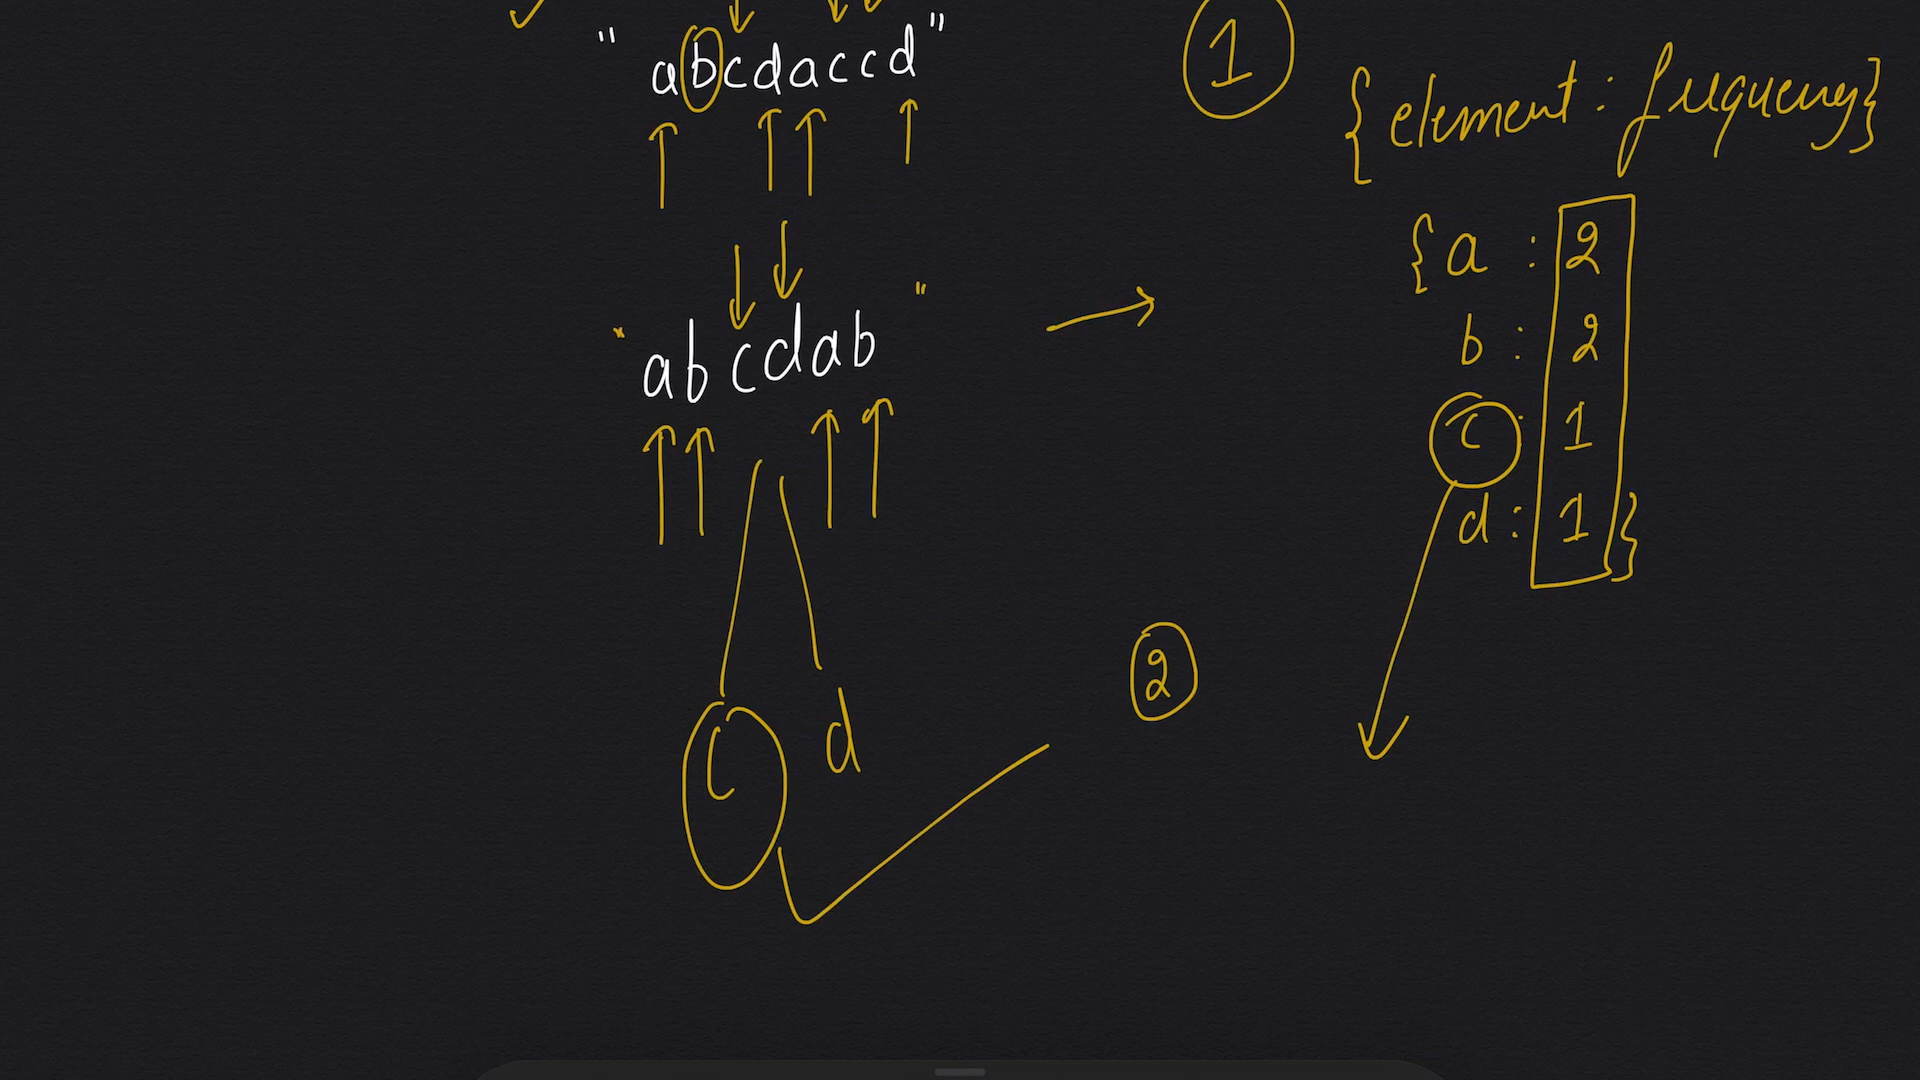 "abcdaccd"
1
{element : frequency}
"abcdab"
{a : 2
b : 2
c : 1
d : 1}
c d
2